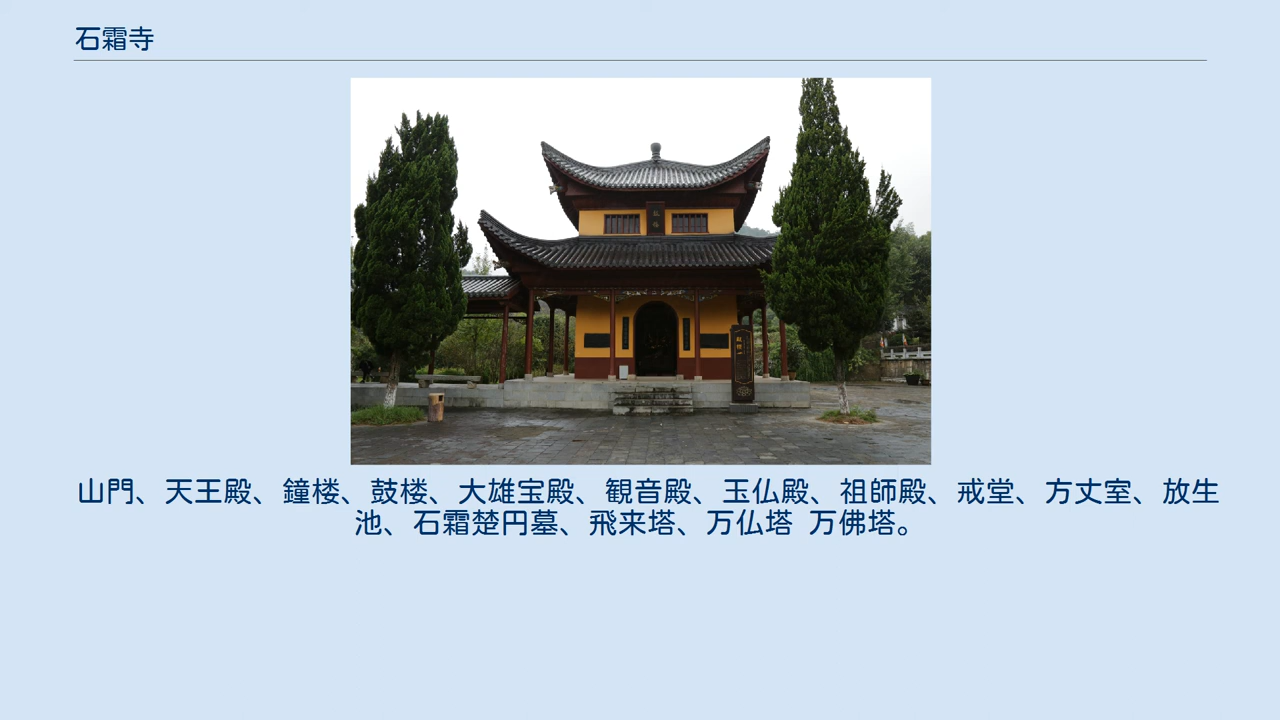 石霜寺
山門、天王殿、鐘楼、鼓楼、大雄宝殿、観音殿、玉仏殿、祖師殿、戒堂、方丈室、放生
池、石霜楚円墓、飛来塔、万仏塔 万佛塔。